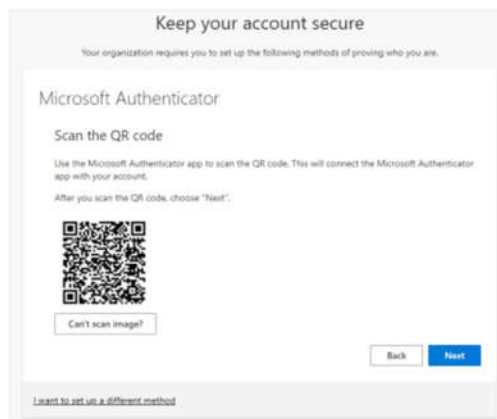 Keep your account secure
Your organization requires you to set up the following methods of proving who you are.
Microsoft Authenticator
Scan the QR code
Use the Microsoft Authenticator app to scan the QR code. This will connect the Microsoft Authenticator
app with your account.
After you scan the QR code, choose "Next".
Can't scan image?
Back
Next
I want to set up a different method